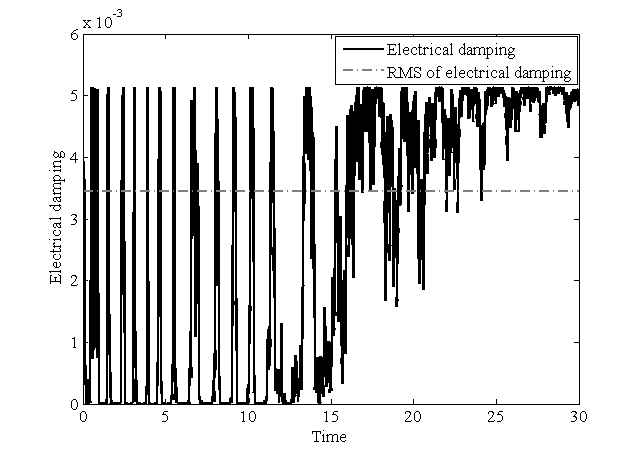 x 10⁻³
6
Electrical damping
RMS of electrical damping
5
4
3
2
1
0
Electrical damping
0 5 10 15 20 25 30
Time